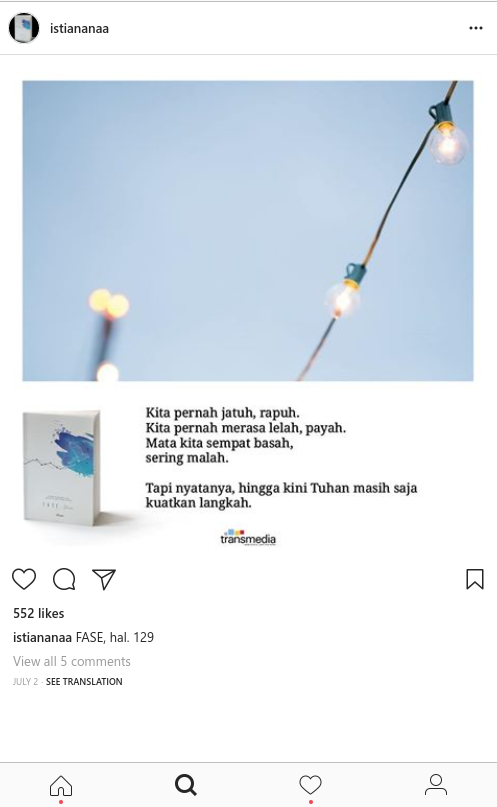 istiananaa
Kita pernah jatuh, rapuh.
Kita pernah merasa lelah, payah.
Mata kita sempat basah,
sering malah.
Tapi nyatanya, hingga kini Tuhan masih saja
kuatkan langkah.
FASE
transmedia
552 likes
istiananaa FASE, hal. 129
View all 5 comments
JULY 2 · SEE TRANSLATION